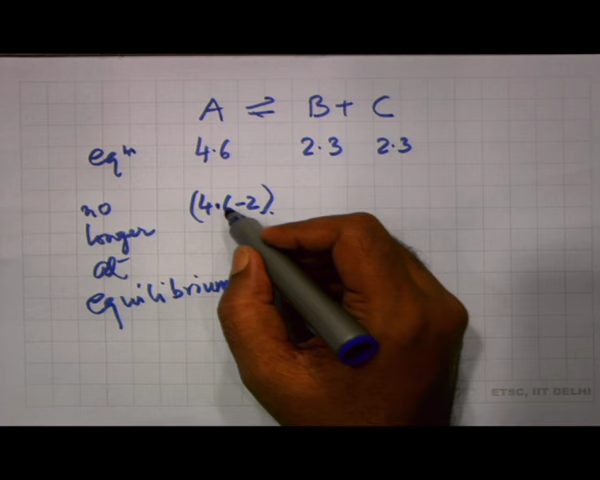 A ⇌ B + C
eqⁿ 4.6 2.3 2.3
no (4.6-2).
longer
at
equilibrium
ETSC, IIT DELHI